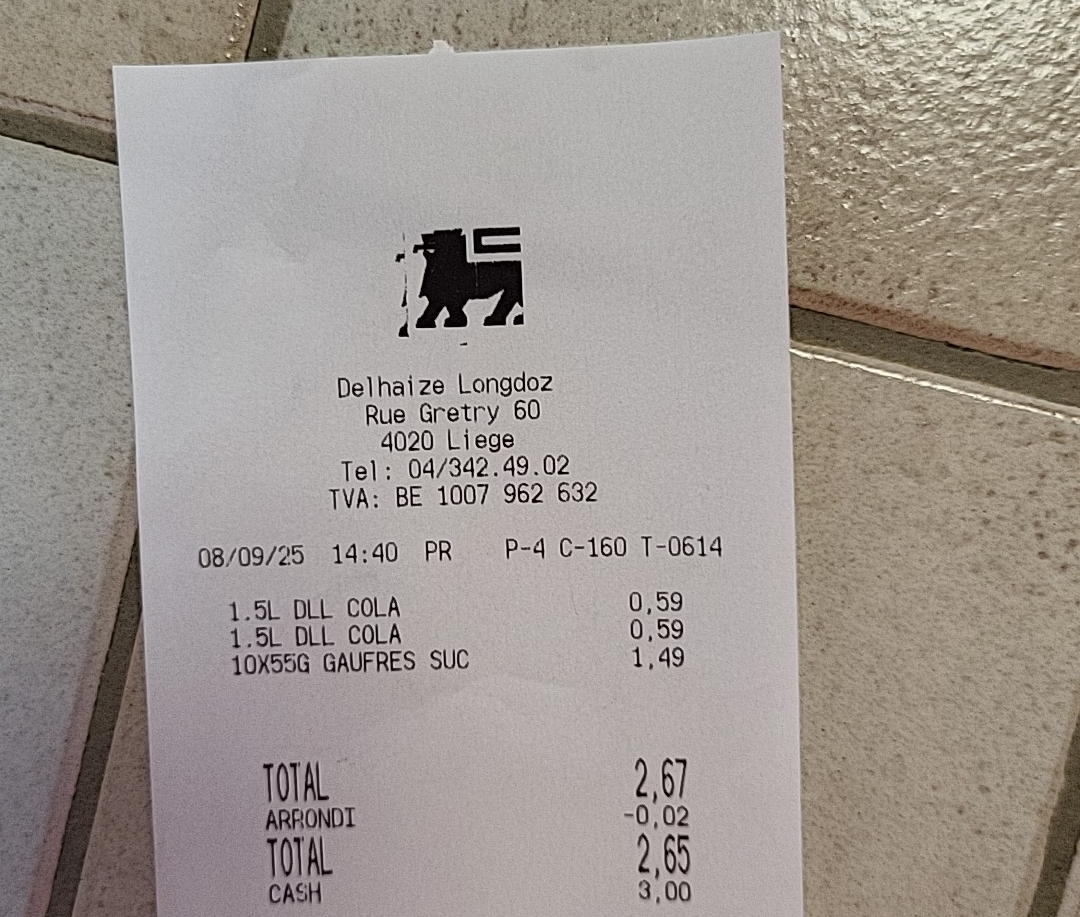 Delhaize Longdoz
Rue Gretry 60
4020 Liege
Tel: 04/342.49.02
TVA: BE 1007 962 632
08/09/25 14:40 PR P-4 C-160 T-0614
1.5L DLL COLA 0,59
1.5L DLL COLA 0,59
10X55G GAUFRES SUC 1,49
TOTAL 2,67
ARRONDI -0,02
TOTAL 2,65
CASH 3,00